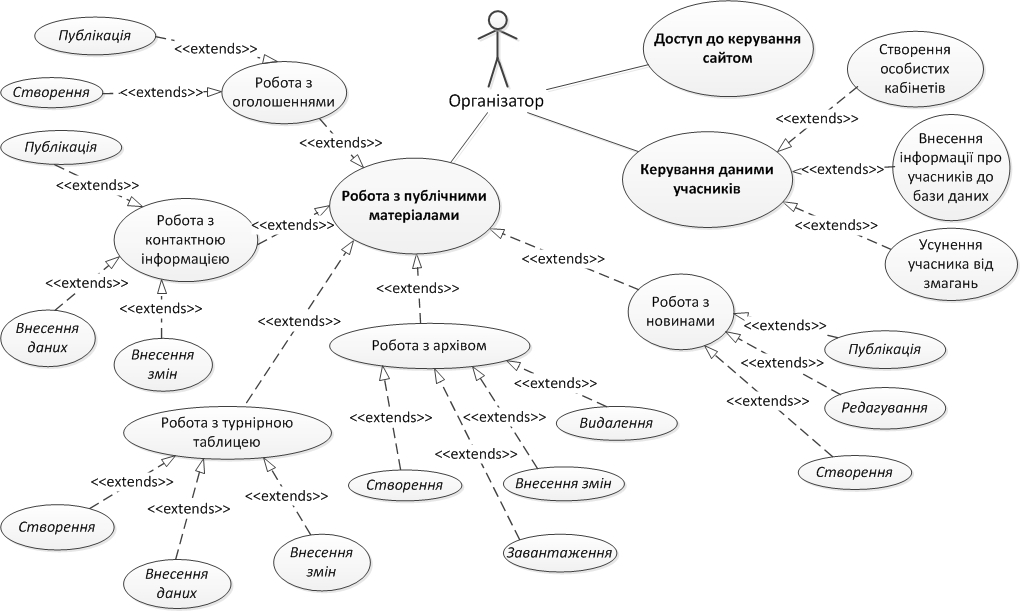 Організатор
Доступ до керування
сайтом
Керування даними
учасників
Створення
особистих
кабінетів
<<extends>>
Внесення
інформації про
учасників до
бази даних
<<extends>>
Усунення
учасника від
змагань
<<extends>>
Робота з публічними
матеріалами
Робота з
оголошеннями
<<extends>>
Публікація
<<extends>>
Створення
<<extends>>
Робота з
контактною
інформацією
<<extends>>
Публікація
<<extends>>
Внесення
даних
<<extends>>
Внесення
змін
<<extends>>
Робота з турнірною
таблицею
<<extends>>
Створення
<<extends>>
Внесення
даних
<<extends>>
Внесення
змін
<<extends>>
Робота з архівом
<<extends>>
Створення
<<extends>>
Завантаження
<<extends>>
Внесення змін
<<extends>>
Видалення
<<extends>>
Робота з
новинами
<<extends>>
Публікація
<<extends>>
Редагування
<<extends>>
Створення
<<extends>>